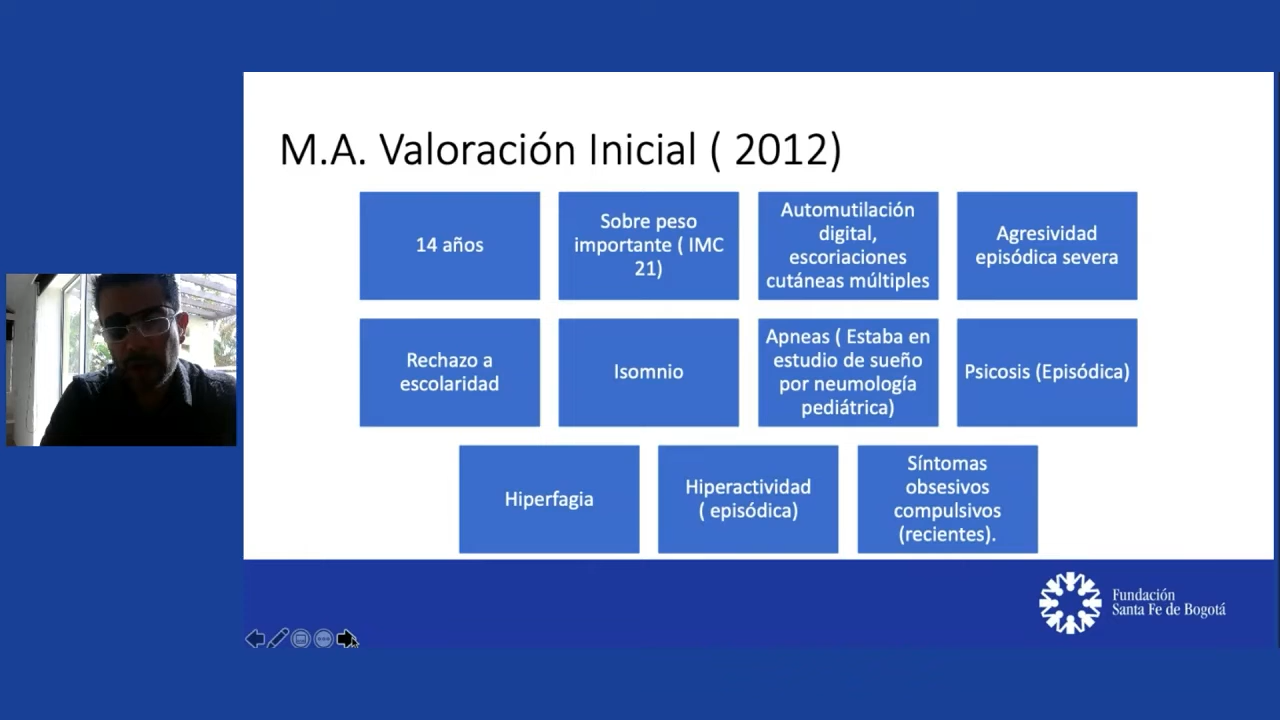 M.A. Valoración Inicial ( 2012)
14 años
Sobre peso
importante ( IMC
21)
Automutilación
digital,
escoriaciones
cutáneas múltiples
Agresividad
episódica severa
Rechazo a
escolaridad
Isomnio
Apneas ( Estaba en
estudio de sueño
por neumología
pediátrica)
Psicosis (Episódica)
Hiperfagia
Hiperactividad
( episódica)
Síntomas
obsesivos
compulsivos
(recientes).
Fundación
Santa Fe de Bogotá